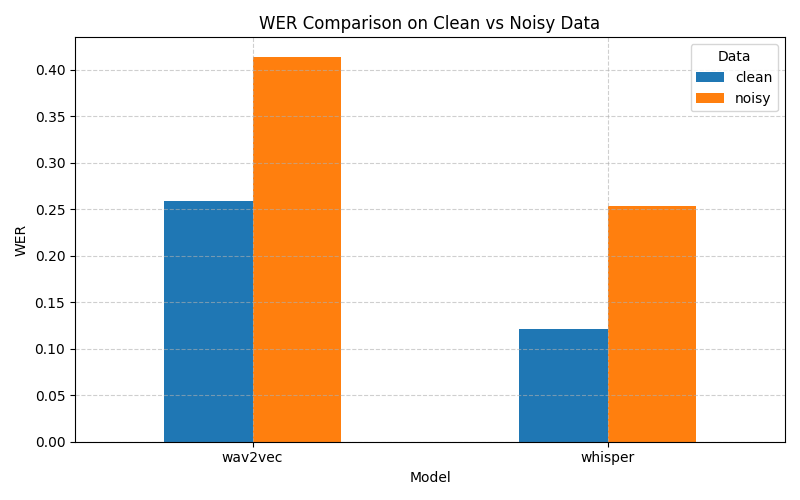 WER Comparison on Clean vs Noisy Data
Data
clean
noisy
WER
0.40
0.35
0.30
0.25
0.20
0.15
0.10
0.05
0.00
wav2vec
whisper
Model